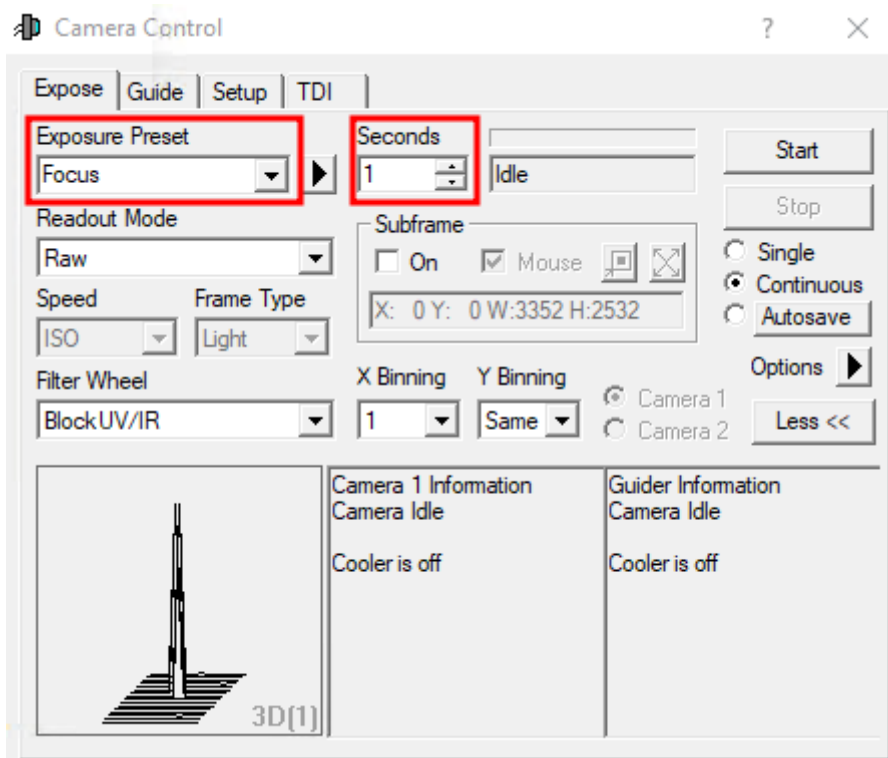 Camera Control
?
Expose Guide Setup TDI
Exposure Preset
Focus
Seconds
1
Idle
Start
Stop
Readout Mode
Raw
Subframe
On Mouse
X: 0 Y: 0 W:3352 H:2532
Single
Continuous
Autosave
Speed Frame Type
ISO Light
Filter Wheel
BlockUV/IR
X Binning Y Binning
1 Same
Camera 1
Camera 2
Options
Less <<
3D(1)
Camera 1 Information
Camera Idle
Cooler is off
Guider Information
Camera Idle
Cooler is off